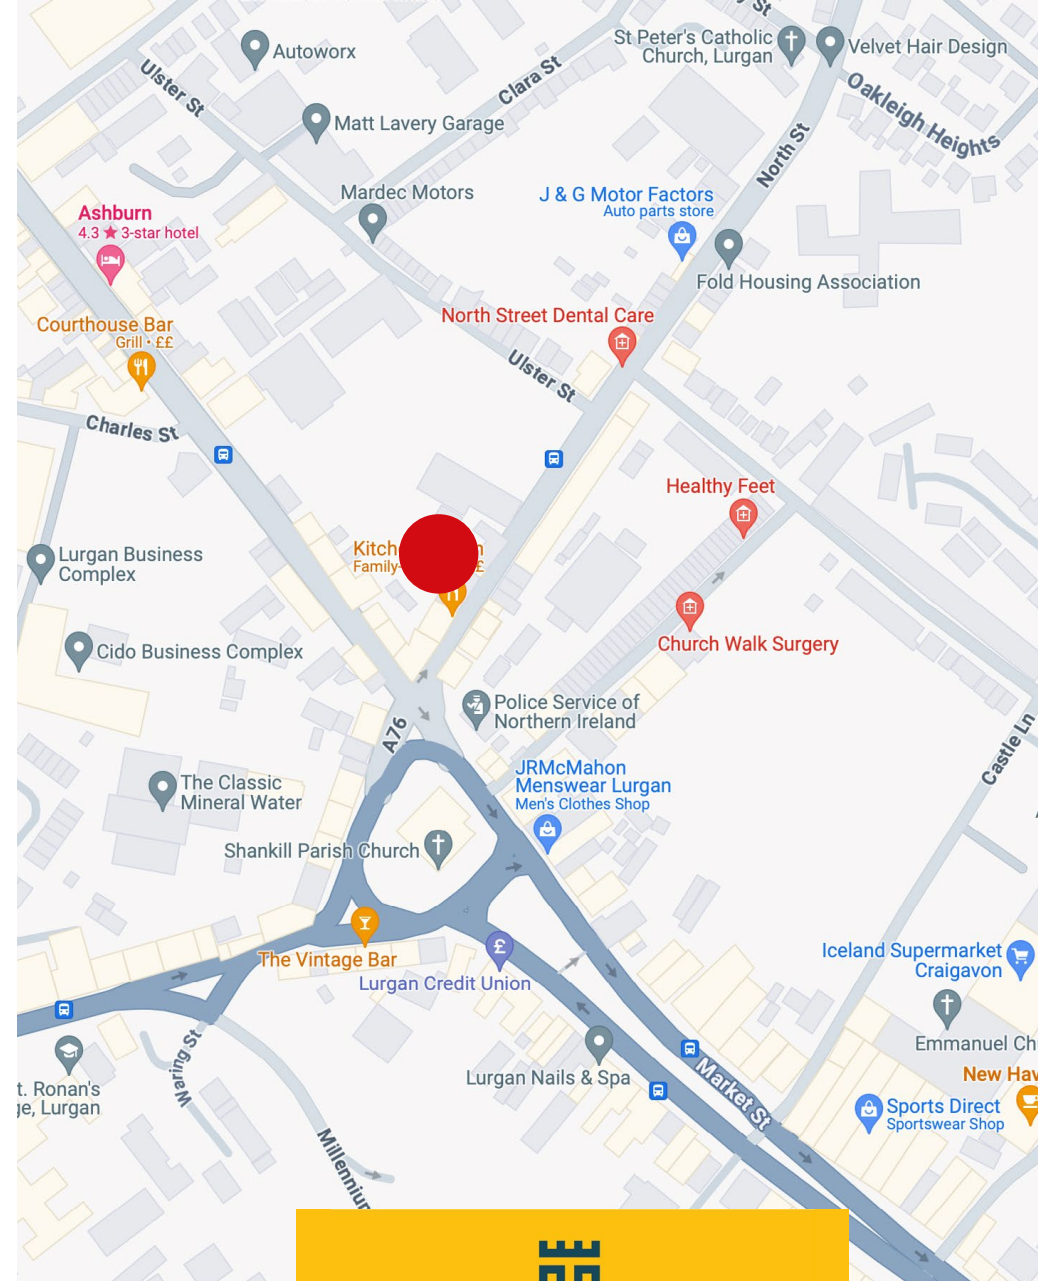 St Peter's Catholic
Church, Lurgan
Velvet Hair Design
Autoworx
Ulster St
Clara St
Oakleigh Heights
Matt Lavery Garage
North St
Mardec Motors
J & G Motor Factors
Auto parts store
Ashburn
4.3 ★ 3-star hotel
Fold Housing Association
North Street Dental Care
Courthouse Bar
Grill · ££
Ulster St
Charles St
Healthy Feet
Lurgan Business
Complex
Church Walk Surgery
Cido Business Complex
Police Service of
Northern Ireland
A76
Castle Ln
JRMcMahon
Menswear Lurgan
Men's Clothes Shop
The Classic
Mineral Water
Shankill Parish Church
The Vintage Bar
£
Lurgan Credit Union
Iceland Supermarket
Craigavon
Waring St
Emmanuel
Lurgan Nails & Spa
Market St
New
t. Ronan's
Lurgan
Sports Direct
Sportswear Shop